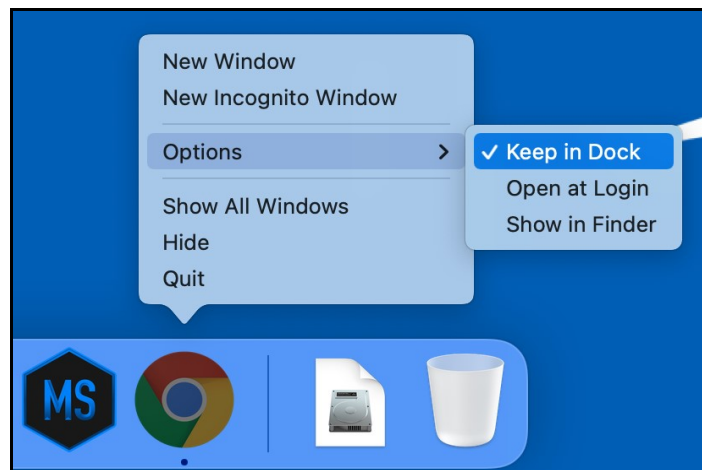 New Window
New Incognito Window
Options
Keep in Dock
Open at Login
Show in Finder
Show All Windows
Hide
Quit
MS